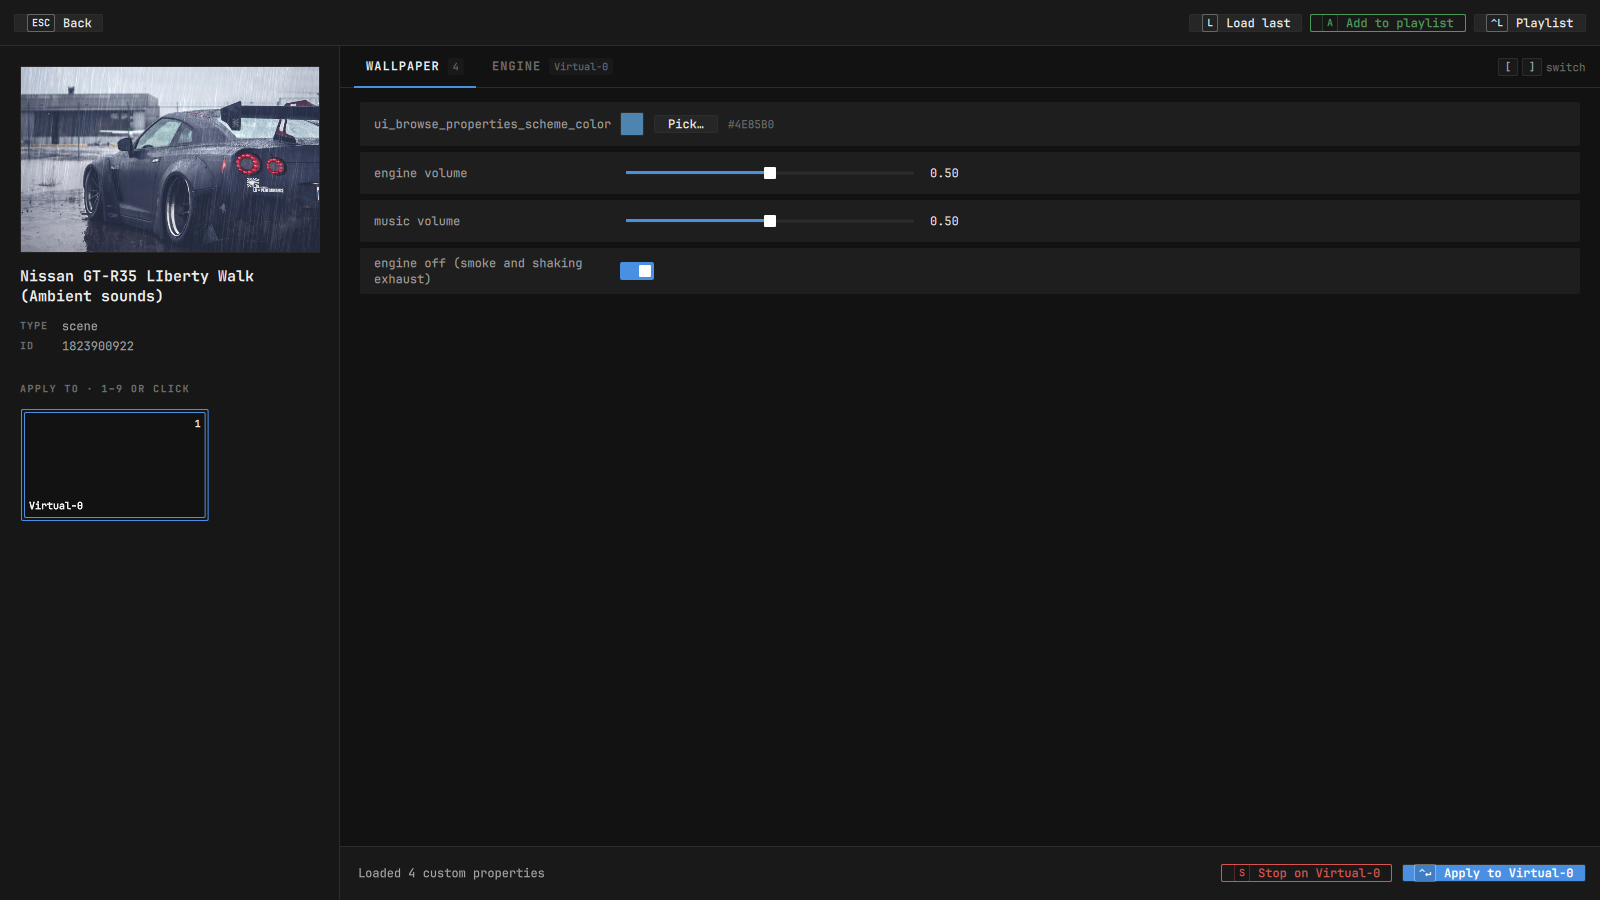 ESC Back
L Load last
A Add to playlist
^L Playlist
WALLPAPER 4
ENGINE Virtual-0
[ ] switch
ui_browse_properties_scheme_color Pick… #4E85B0
engine volume 0.50
music volume 0.50
engine off (smoke and shaking
exhaust)
Nissan GT-R35 LIberty Walk
(Ambient sounds)
TYPE scene
ID 1823900922
APPLY TO · 1–9 OR CLICK
1
Virtual-0
Loaded 4 custom properties
S Stop on Virtual-0
^↵ Apply to Virtual-0